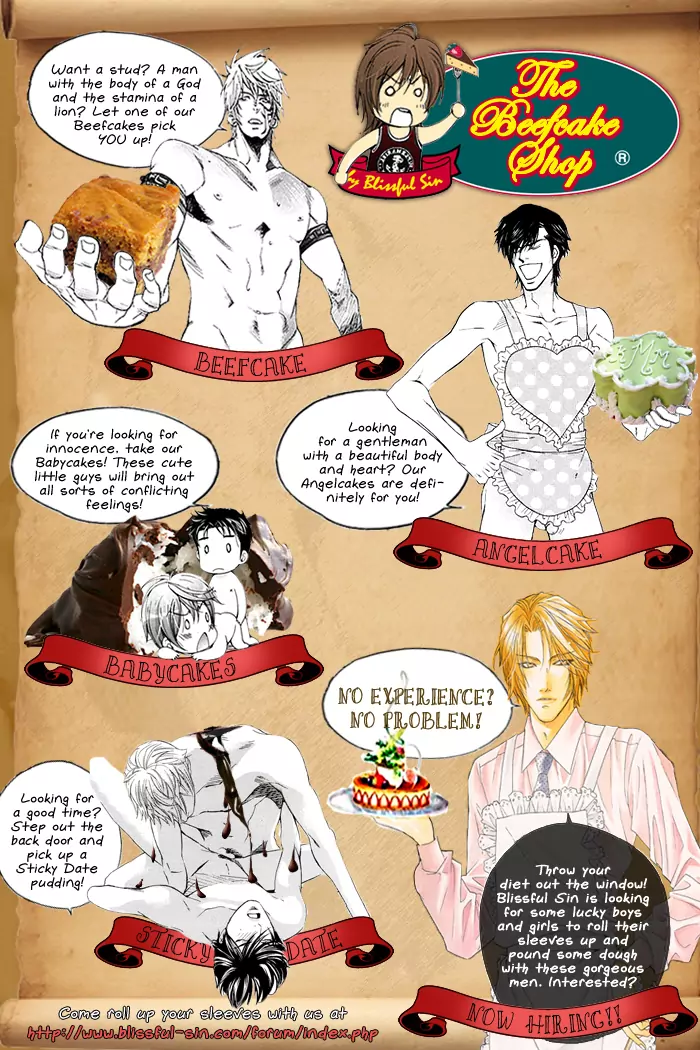 Want a stud? A man
with the body of a God
and the stamina of a
lion? Let one of our
Beefcakes pick
YOU up!
The
Beefcake
Shop ®
by Blissful Sin
BEEFCAKE
Mm
If you're looking for
innocence, take our
Babycakes! These cute
little guys will bring out
all sorts of conflicting
feelings!
Looking
for a gentleman
with a beautiful body
and heart? Our
Angelcakes are defi-
nitely for you!
ANGELCAKE
BABYCAKES
NO EXPERIENCE?
NO PROBLEM!
Looking for
a good time?
Step out the
back door and
pick up a
Sticky Date
pudding!
STICKY DATE
Throw your
diet out the window!
Blissful Sin is looking
for some lucky boys
and girls to roll their
sleeves up and
pound some dough
with these gorgeous
men. Interested?
NOW HIRING!!
Come roll up your sleeves with us at
http://www.blissful-sin.com/forum/index.php